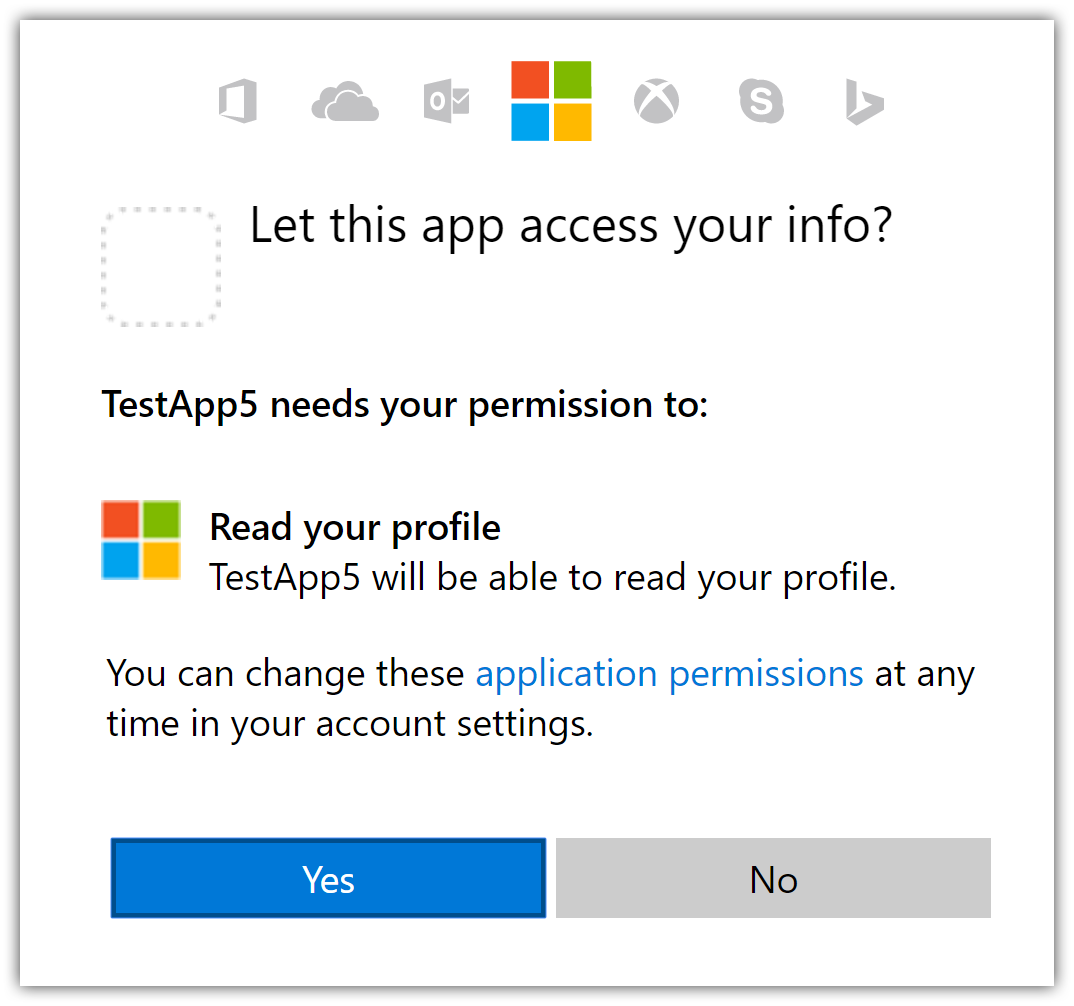 Let this app access your info?
TestApp5 needs your permission to:
Read your profile
TestApp5 will be able to read your profile.
You can change these application permissions at any
time in your account settings.
Yes
No